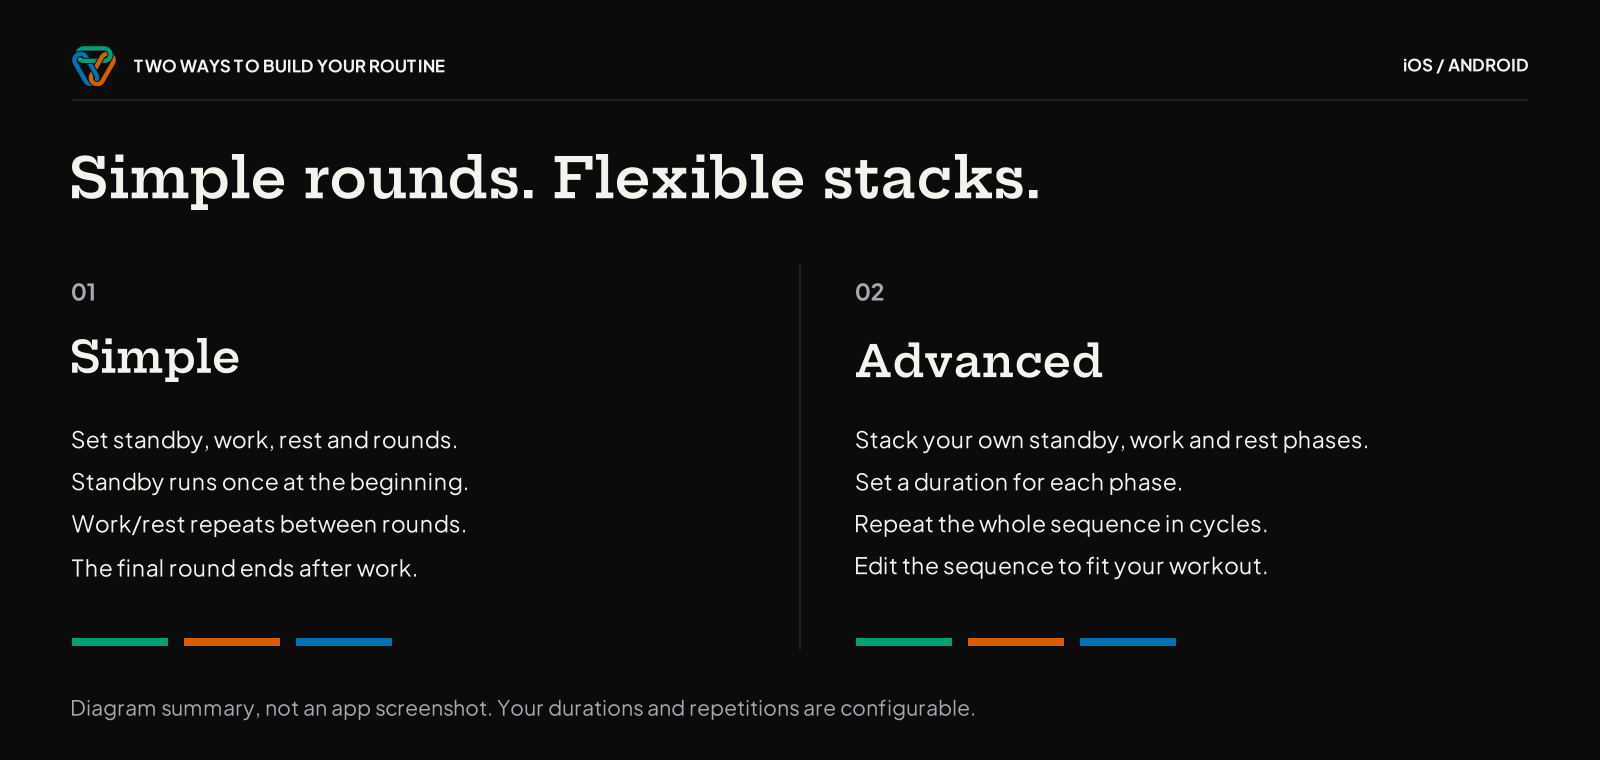 TWO WAYS TO BUILD YOUR ROUTINE
iOS / ANDROID
Simple rounds. Flexible stacks.
01
Simple
Set standby, work, rest and rounds.
Standby runs once at the beginning.
Work/rest repeats between rounds.
The final round ends after work.
02
Advanced
Stack your own standby, work and rest phases.
Set a duration for each phase.
Repeat the whole sequence in cycles.
Edit the sequence to fit your workout.
Diagram summary, not an app screenshot. Your durations and repetitions are configurable.